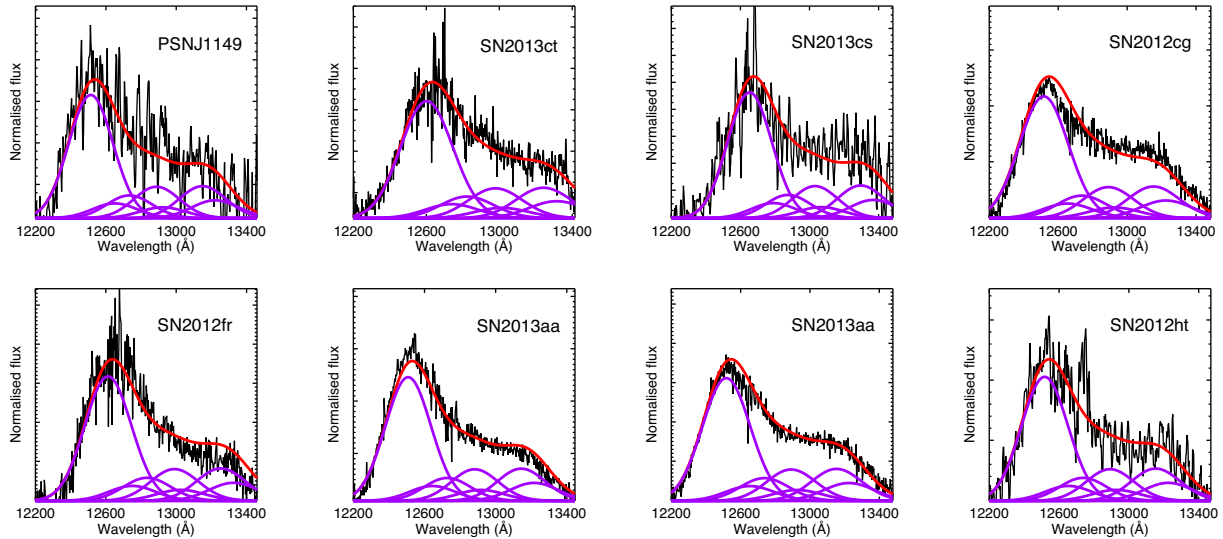 PSNJ1149
Normalised flux
12200 12600 13000 13400
Wavelength (Å)
SN2013ct
Normalised flux
12200 12600 13000 13400
Wavelength (Å)
SN2013cs
Normalised flux
12200 12600 13000 13400
Wavelength (Å)
SN2012cg
Normalised flux
12200 12600 13000 13400
Wavelength (Å)
SN2012fr
Normalised flux
12200 12600 13000 13400
Wavelength (Å)
SN2013aa
Normalised flux
12200 12600 13000 13400
Wavelength (Å)
SN2013aa
Normalised flux
12200 12600 13000 13400
Wavelength (Å)
SN2012ht
Normalised flux
12200 12600 13000 13400
Wavelength (Å)